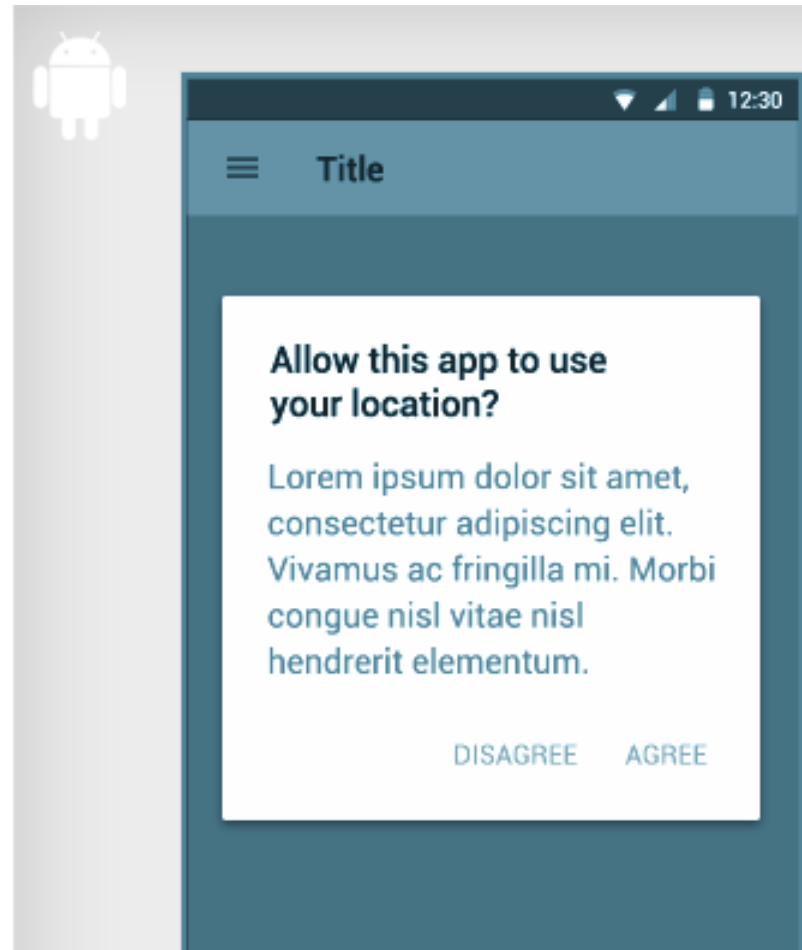 12:30
Title
Allow this app to use
your location?
Lorem ipsum dolor sit amet,
consectetur adipiscing elit.
Vivamus ac fringilla mi. Morbi
congue nisl vitae nisl
hendrerit elementum.
DISAGREE AGREE